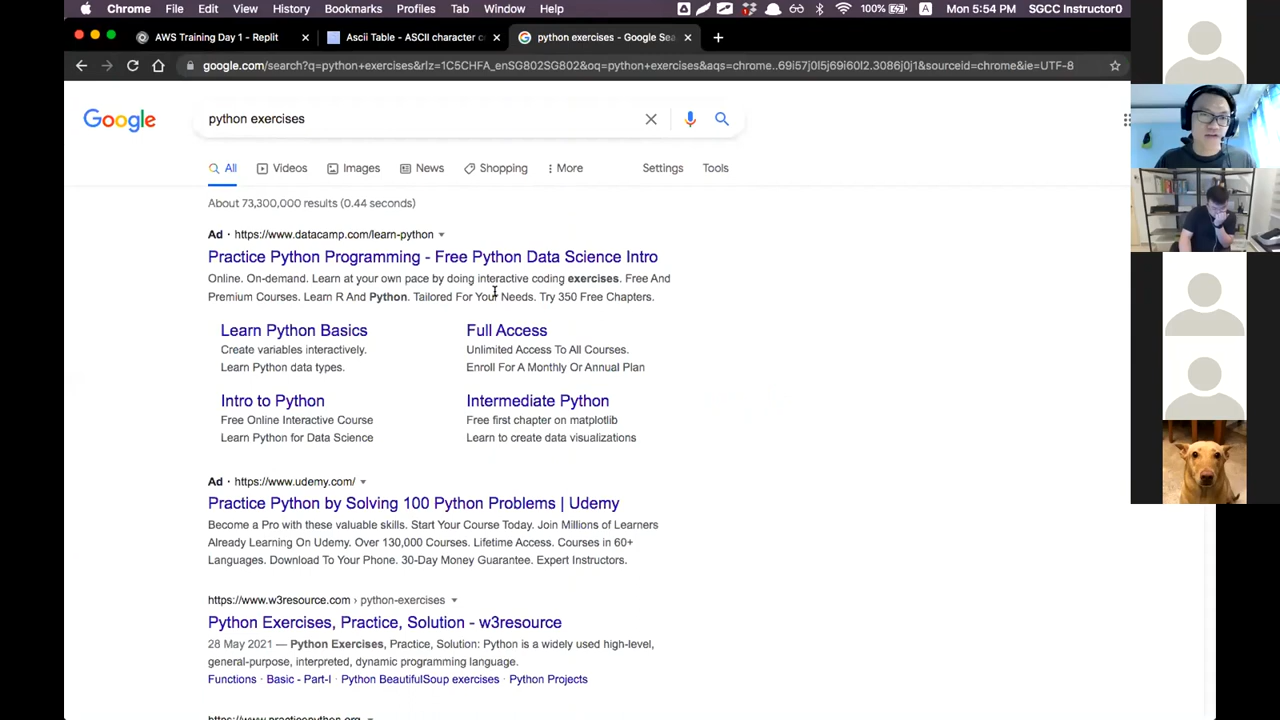 Chrome File Edit View History Bookmarks Profiles Tab Window Help 100% A Mon 5:54 PM SGCC Instructor0
AWS Training Day 1 - Replit × Ascii Table - ASCII character c × python exercises - Google Sea × +
google.com/search?q=python+exercises&rlz=1C5CHFA_enSG802SG802&oq=python+exercises&aqs=chrome..69i57j0l5j69i60l2.3086j0j1&sourceid=chrome&ie=UTF-8
Google python exercises
All Videos Images News Shopping More Settings Tools
About 73,300,000 results (0.44 seconds)
Ad · https://www.datacamp.com/learn-python
Practice Python Programming - Free Python Data Science Intro
Online. On-demand. Learn at your own pace by doing interactive coding exercises. Free And
Premium Courses. Learn R And Python. Tailored For Your Needs. Try 350 Free Chapters.
Learn Python Basics
Create variables interactively.
Learn Python data types.
Full Access
Unlimited Access To All Courses.
Enroll For A Monthly Or Annual Plan
Intro to Python
Free Online Interactive Course
Learn Python for Data Science
Intermediate Python
Free first chapter on matplotlib
Learn to create data visualizations
Ad · https://www.udemy.com/
Practice Python by Solving 100 Python Problems | Udemy
Become a Pro with these valuable skills. Start Your Course Today. Join Millions of Learners
Already Learning On Udemy. Over 130,000 Courses. Lifetime Access. Courses in 60+
Languages. Download To Your Phone. 30-Day Money Guarantee. Expert Instructors.
https://www.w3resource.com › python-exercises
Python Exercises, Practice, Solution - w3resource
28 May 2021 — Python Exercises, Practice, Solution: Python is a widely used high-level,
general-purpose, interpreted, dynamic programming language.
Functions · Basic - Part-I · Python BeautifulSoup exercises · Python Projects
https://www.practicepython.org